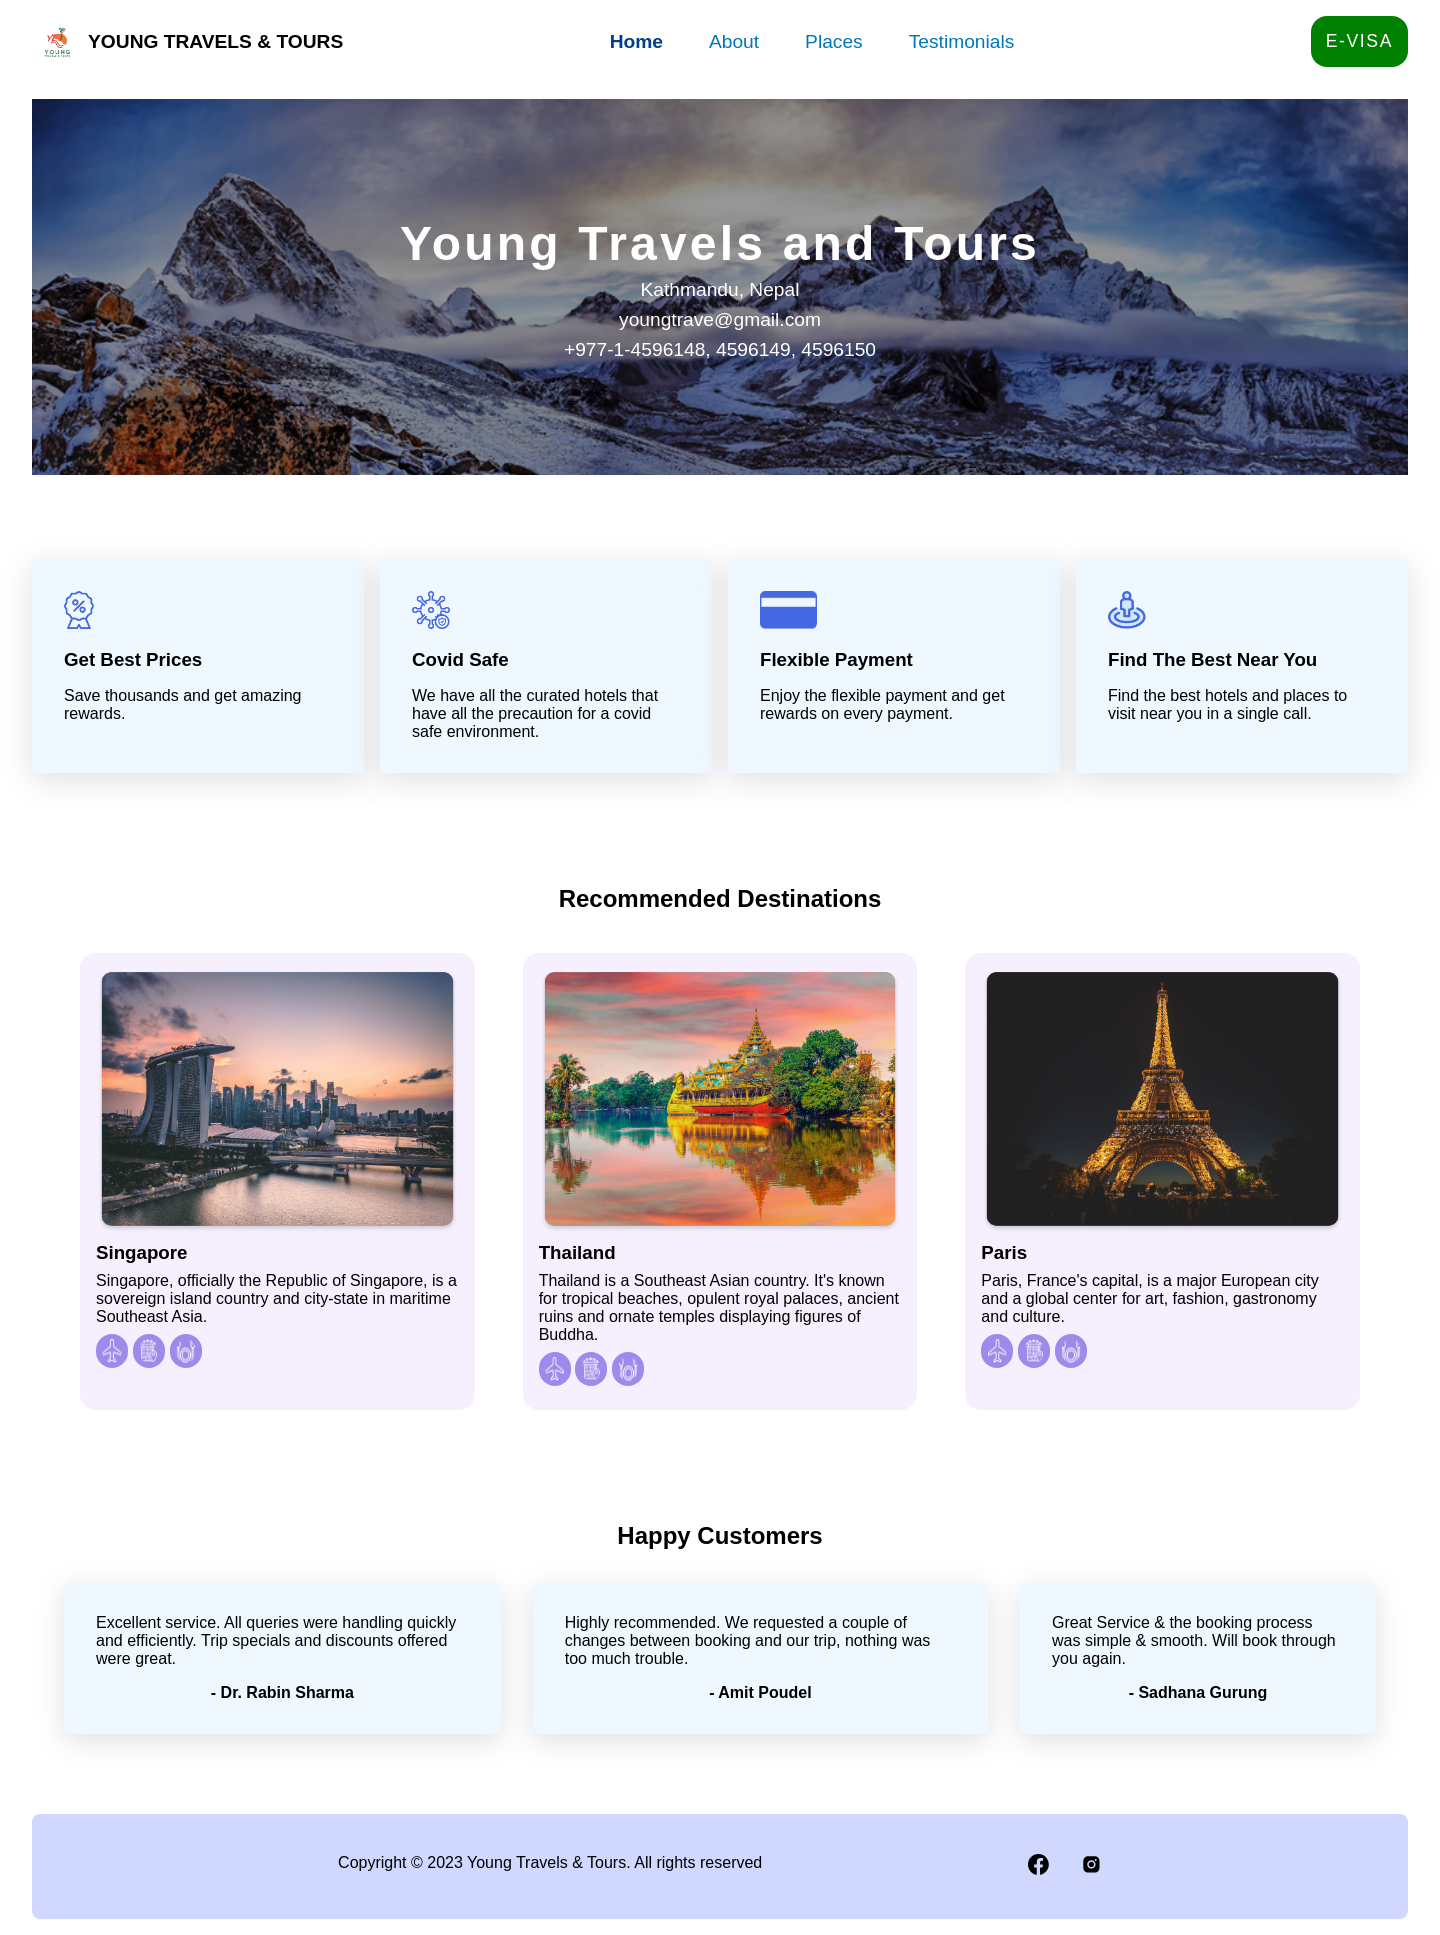 YOUNG
YOUNG TRAVELS & TOURS
Home
About
Places
Testimonials
E-VISA
Young Travels and Tours
Kathmandu, Nepal
youngtrave@gmail.com
+977-1-4596148, 4596149, 4596150
Get Best Prices
Save thousands and get amazing
rewards.
Covid Safe
We have all the curated hotels that
have all the precaution for a covid
safe environment.
Flexible Payment
Enjoy the flexible payment and get
rewards on every payment.
Find The Best Near You
Find the best hotels and places to
visit near you in a single call.
Recommended Destinations
Singapore
Singapore, officially the Republic of Singapore, is a
sovereign island country and city-state in maritime
Southeast Asia.
Thailand
Thailand is a Southeast Asian country. It's known
for tropical beaches, opulent royal palaces, ancient
ruins and ornate temples displaying figures of
Buddha.
Paris
Paris, France's capital, is a major European city
and a global center for art, fashion, gastronomy
and culture.
Happy Customers
Excellent service. All queries were handling quickly
and efficiently. Trip specials and discounts offered
were great.
- Dr. Rabin Sharma
Highly recommended. We requested a couple of
changes between booking and our trip, nothing was
too much trouble.
- Amit Poudel
Great Service & the booking process
was simple & smooth. Will book through
you again.
- Sadhana Gurung
Copyright © 2023 Young Travels & Tours. All rights reserved